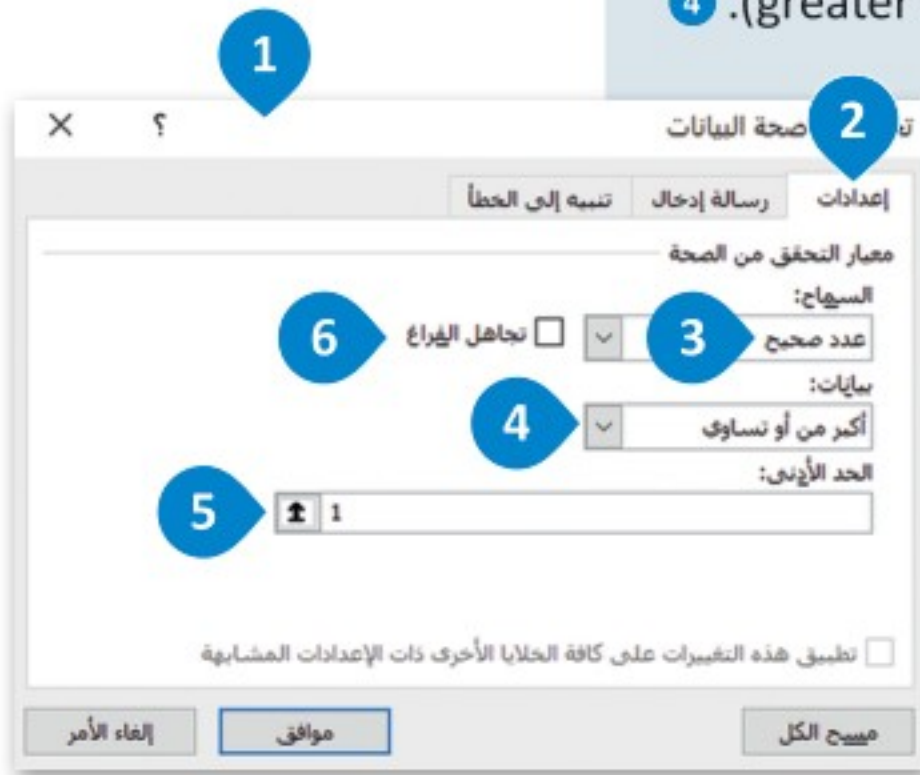 4 .(greater
1
2
صحة البيانات
؟ ×
إعدادات رسالة إدخال تنبيه إلى الخطأ
معيار التحقق من الصحة
السماح:
عدد صحيح 3 تجاهل الفراغ 6
بيانات:
أكبر من أو تساوي 4
الحد الأدنى:
1 5
تطبيق هذه التغييرات على كافة الخلايا الأخرى ذات الإعدادات المشابهة
مسح الكل موافق إلغاء الأمر